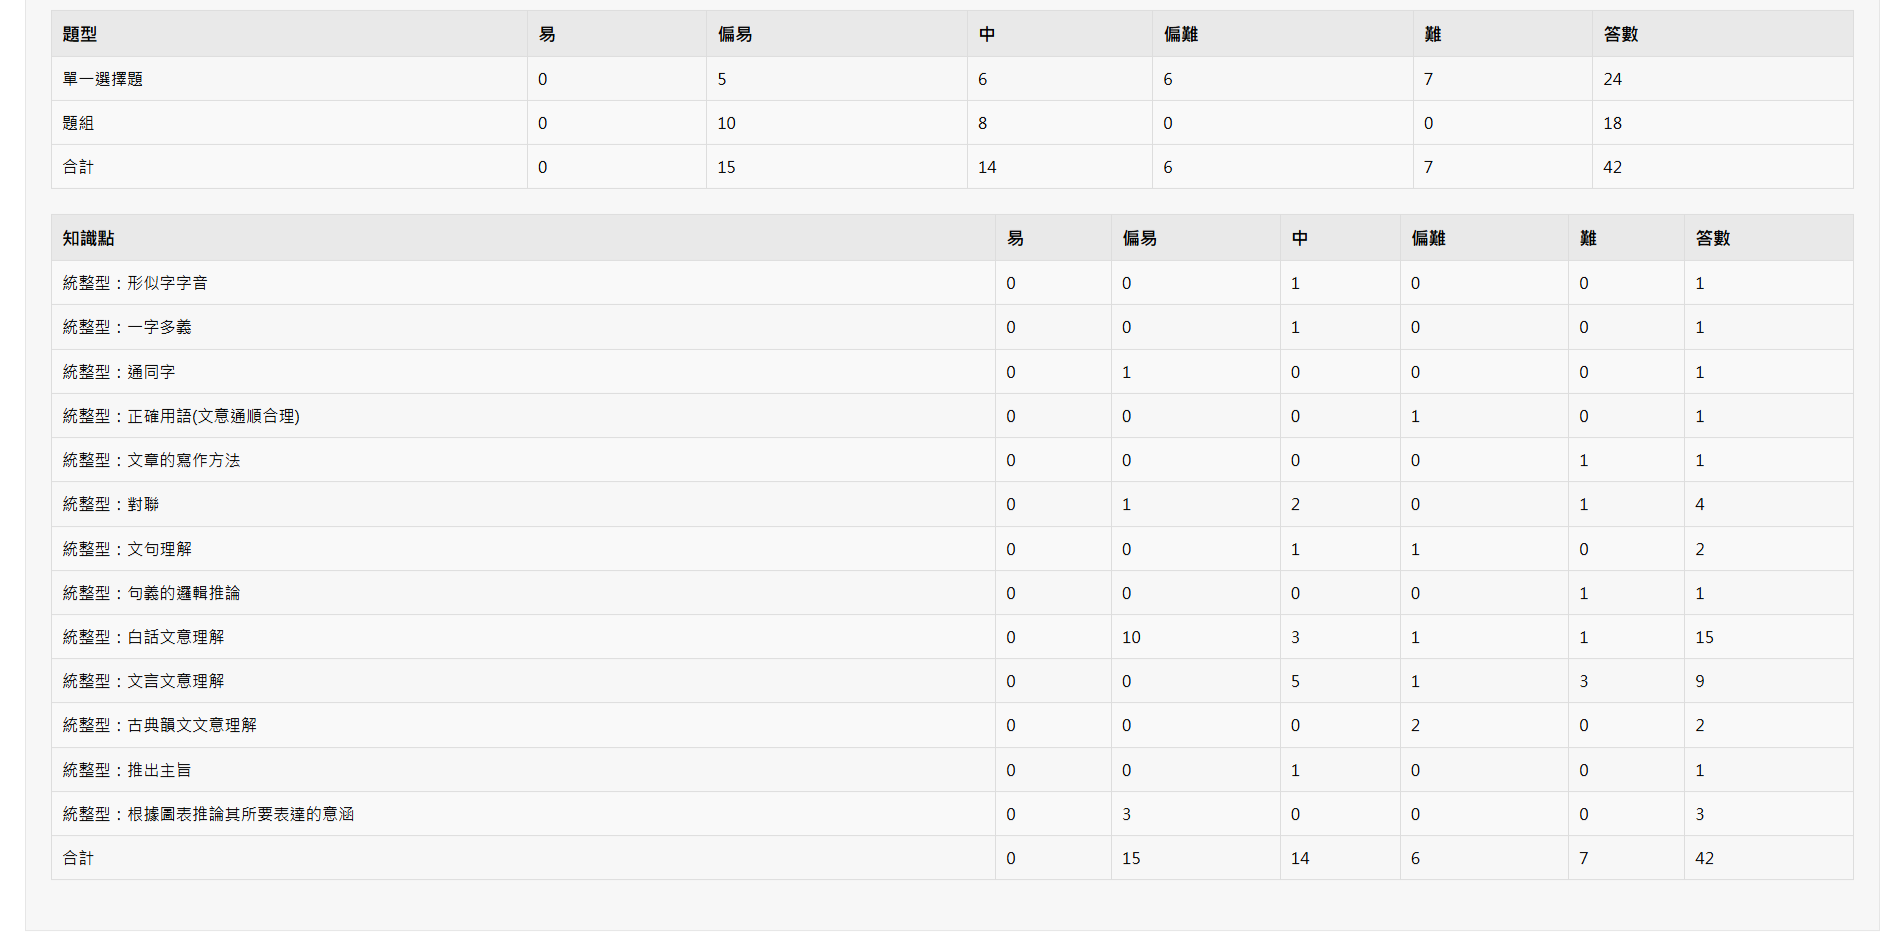 題型 易 偏易 中 偏難 難 答數
單一選擇題 0 5 6 6 7 24
題組 0 10 8 0 0 18
合計 0 15 14 6 7 42
知識點 易 偏易 中 偏難 難 答數
統整型：形似字字音 0 0 1 0 0 1
統整型：一字多義 0 0 1 0 0 1
統整型：通同字 0 1 0 0 0 1
統整型：正確用語(文意通順合理) 0 0 0 1 0 1
統整型：文章的寫作方法 0 0 0 0 1 1
統整型：對聯 0 1 2 0 1 4
統整型：文句理解 0 0 1 1 0 2
統整型：句義的邏輯推論 0 0 0 0 1 1
統整型：白話文意理解 0 10 3 1 1 15
統整型：文言文意理解 0 0 5 1 3 9
統整型：古典韻文文意理解 0 0 0 2 0 2
統整型：推出主旨 0 0 1 0 0 1
統整型：根據圖表推論其所要表達的意涵 0 3 0 0 0 3
合計 0 15 14 6 7 42